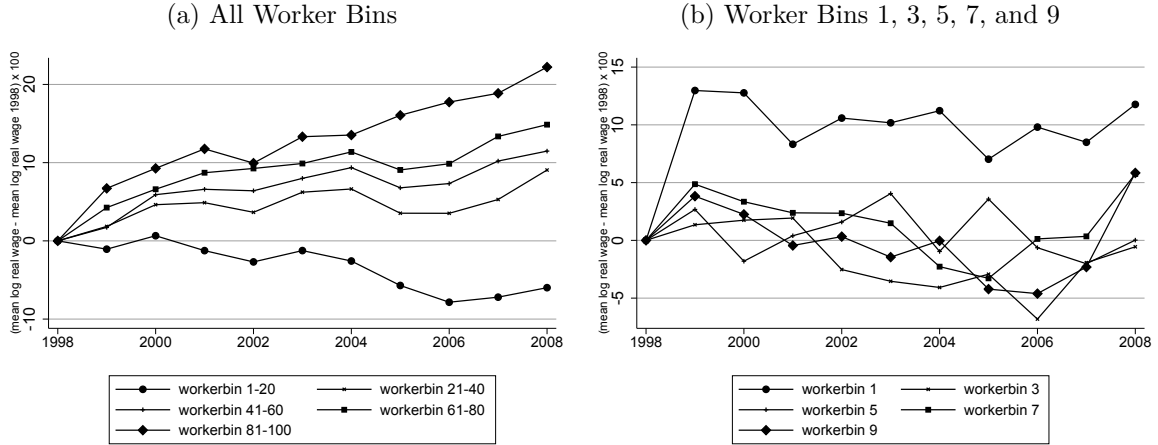 (a) All Worker Bins
(mean log real wage - mean log real wage 1998) x 100
20
10
0
-10
1998 2000 2002 2004 2006 2008
workerbin 1-20 workerbin 21-40
workerbin 41-60 workerbin 61-80
workerbin 81-100
(b) Worker Bins 1, 3, 5, 7, and 9
(mean log real wage - mean log real wage 1998) x 100
15
10
5
0
-5
1998 2000 2002 2004 2006 2008
workerbin 1 workerbin 3
workerbin 5 workerbin 7
workerbin 9